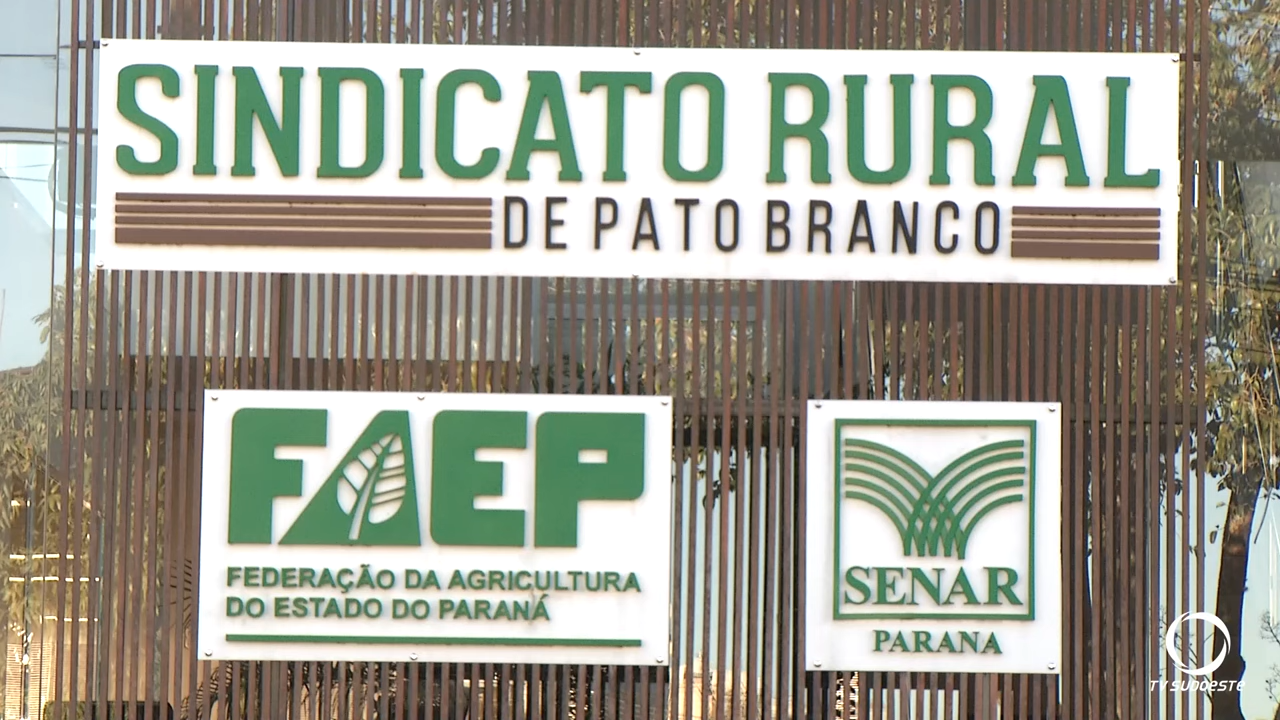 SINDICATO RURAL
DE PATO BRANCO
FAEP
FEDERAÇÃO DA AGRICULTURA
DO ESTADO DO PARANÁ
SENAR
PARANA
TV SUDOESTE